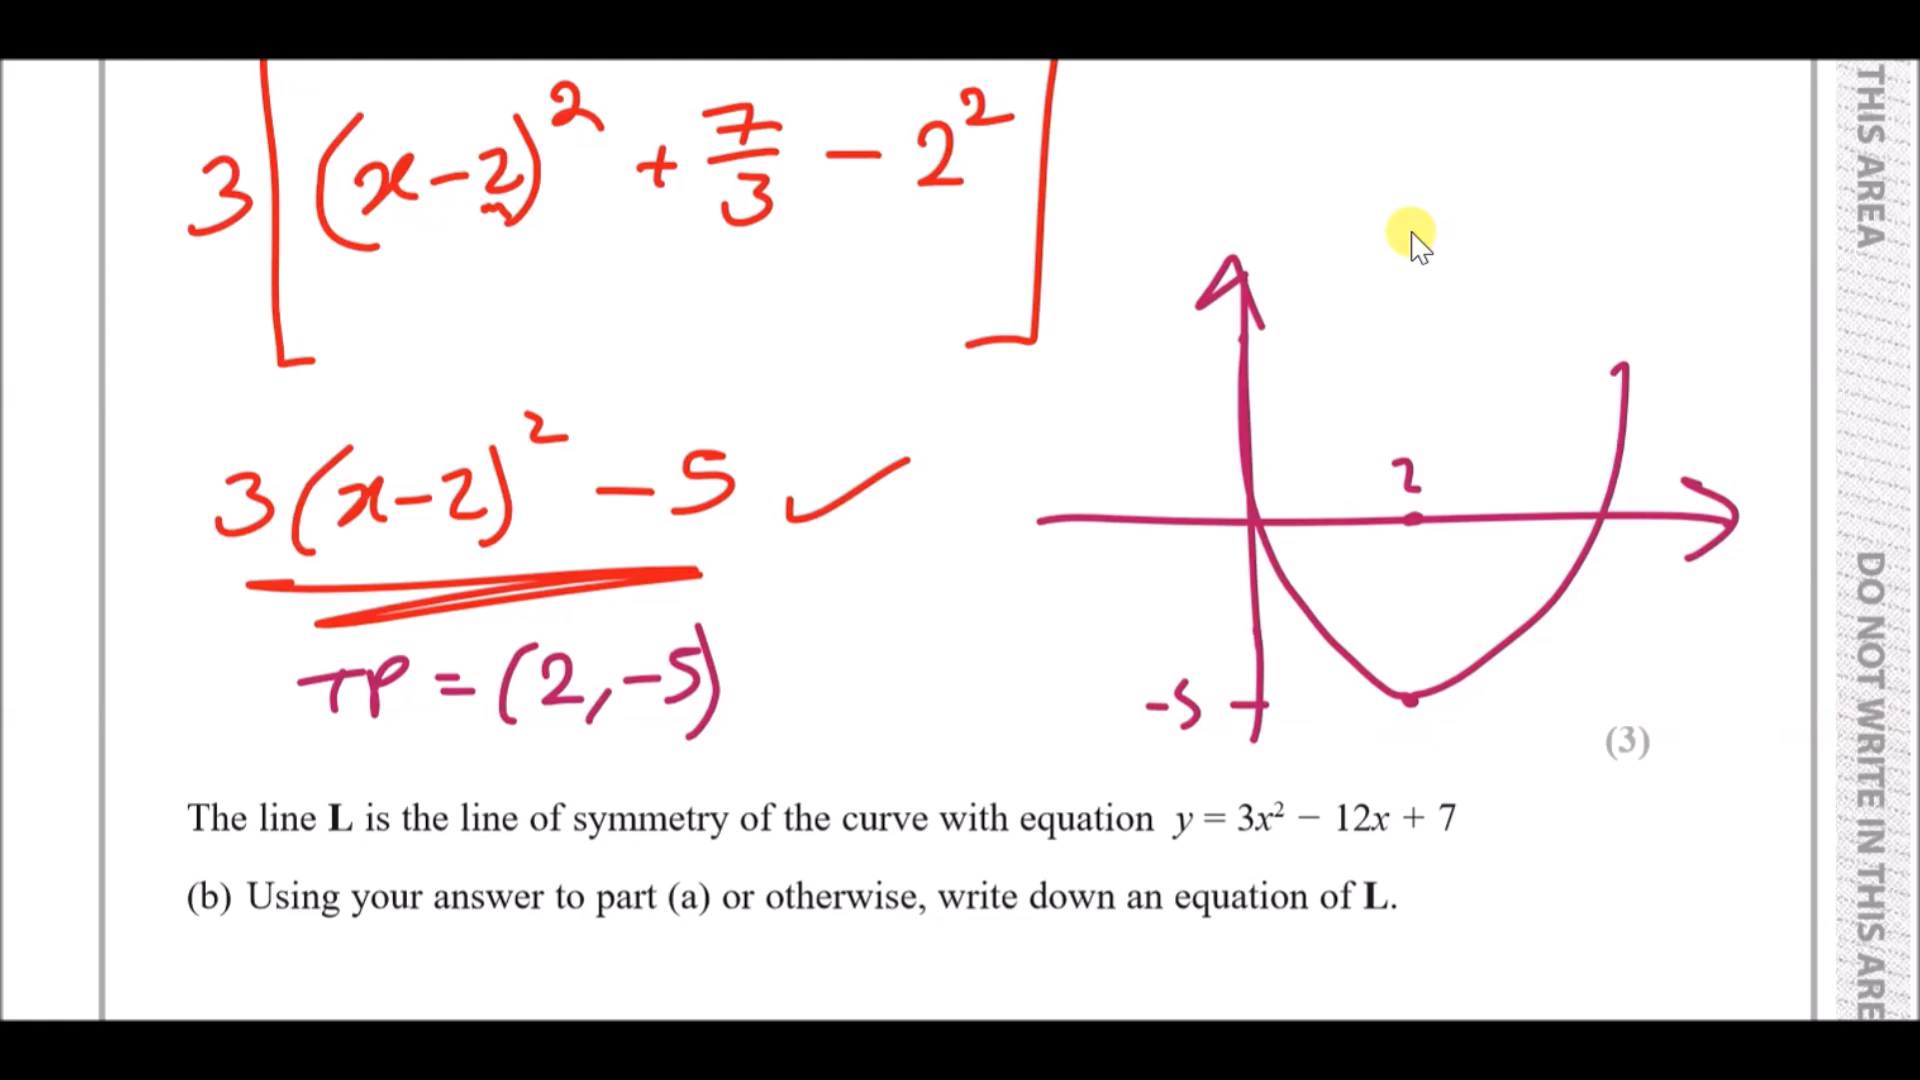 3[(x-2)² + 7/3 - 2²]
3(x-2)² - 5 ✓
TP = (2, -5)
2
-5
(3)
The line L is the line of symmetry of the curve with equation y = 3x² − 12x + 7
(b) Using your answer to part (a) or otherwise, write down an equation of L.
THIS AREA
DO NOT WRITE IN THIS ARE